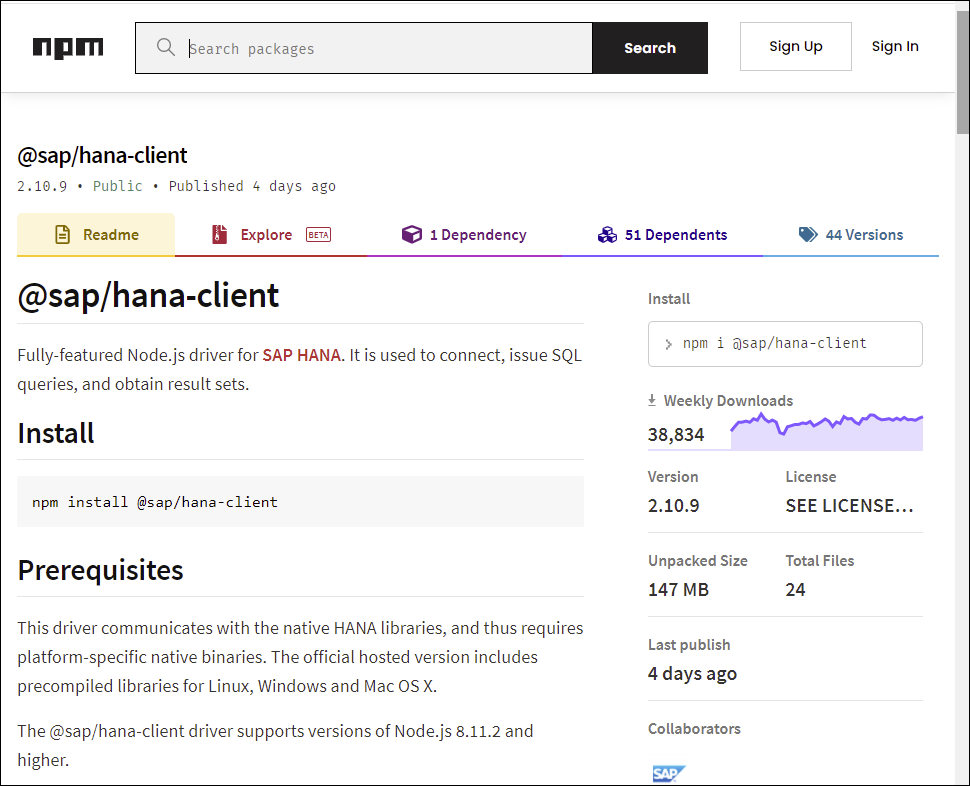 npm
Search packages
Search
Sign Up
Sign In
@sap/hana-client
2.10.9 • Public • Published 4 days ago
Readme
Explore BETA
1 Dependency
51 Dependents
44 Versions
@sap/hana-client
Fully-featured Node.js driver for SAP HANA. It is used to connect, issue SQL
queries, and obtain result sets.
Install
npm install @sap/hana-client
Prerequisites
This driver communicates with the native HANA libraries, and thus requires
platform-specific native binaries. The official hosted version includes
precompiled libraries for Linux, Windows and Mac OS X.
The @sap/hana-client driver supports versions of Node.js 8.11.2 and
higher.
Install
npm i @sap/hana-client
Weekly Downloads
38,834
Version
2.10.9
License
SEE LICENSE…
Unpacked Size
147 MB
Total Files
24
Last publish
4 days ago
Collaborators
SAP